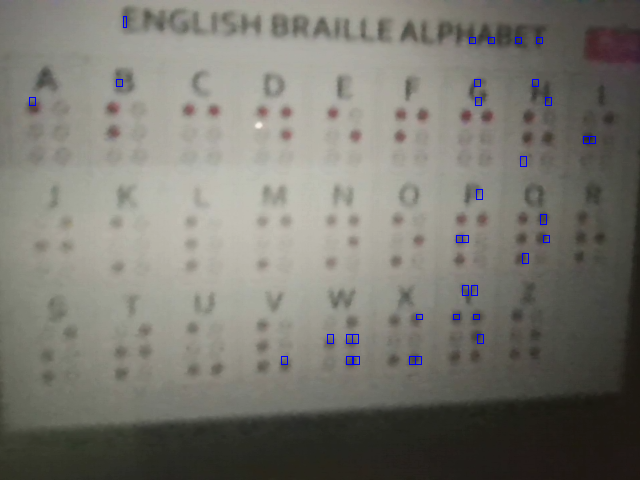 ENGLISH BRAILLE ALPHABET
A B C D E F G H I
J K L M N O P Q R
S T U V W X Y Z